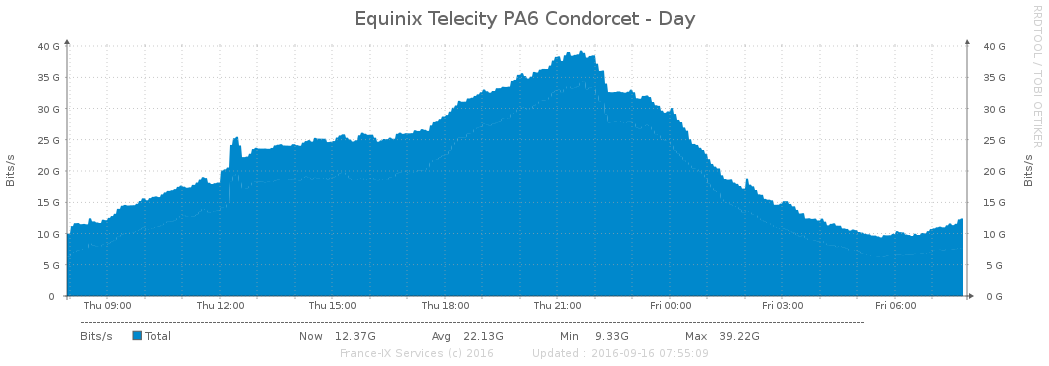 Equinix Telecity PA6 Condorcet - Day
RRDTOOL / TOBI OETIKER
Bits/s
40 G
35 G
30 G
25 G
20 G
15 G
10 G
5 G
0
40 G
35 G
30 G
25 G
20 G
15 G
10 G
5 G
0 G
Bits/s
Thu 09:00 Thu 12:00 Thu 15:00 Thu 18:00 Thu 21:00 Fri 00:00 Fri 03:00 Fri 06:00
Bits/s Total Now 12.37G Avg 22.13G Min 9.33G Max 39.22G
France-IX Services (c) 2016 Updated : 2016-09-16 07:55:09